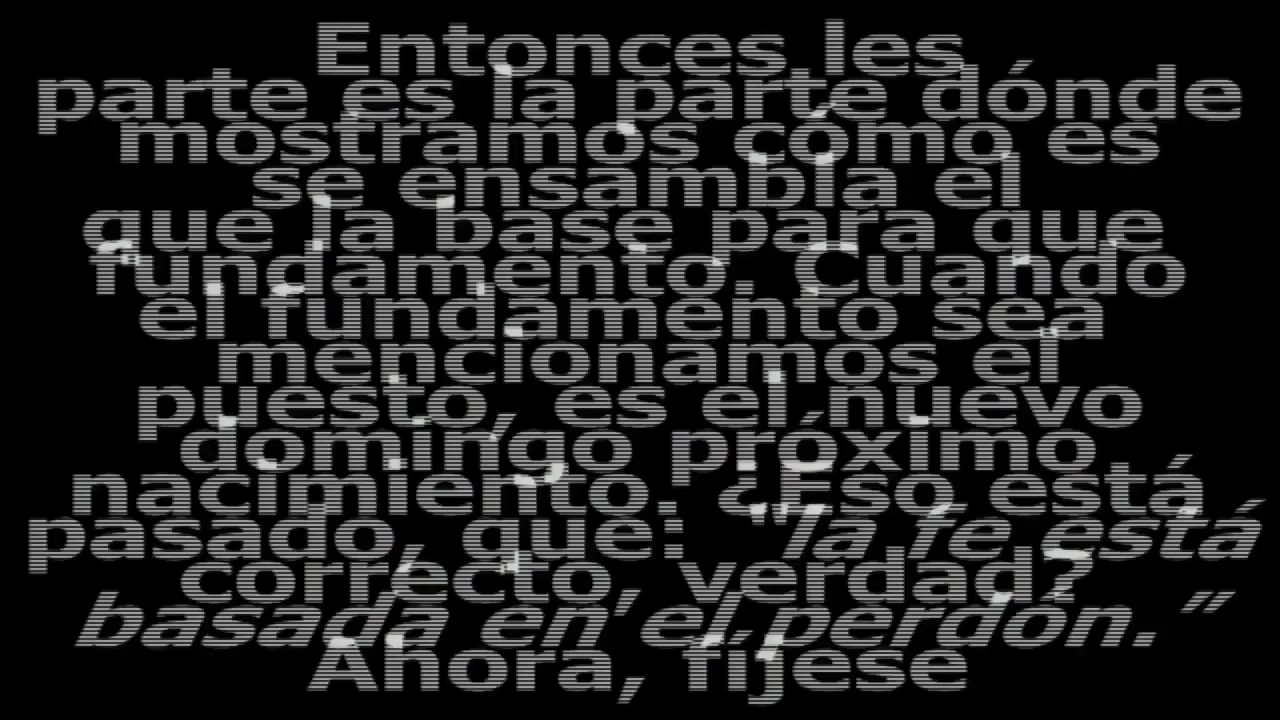 Entonces les
parte es la parte dónde
mostramos cómo es
se ensambla el
que la base para que
fundamento. Cuando
el fundamento sea
mencionamos el
puesto, es el nuevo
domingo próximo
nacimiento. ¿Eso está
pasado, que: "la fe está
correcto, verdad?
basada en el perdón."
Ahora, fíjese